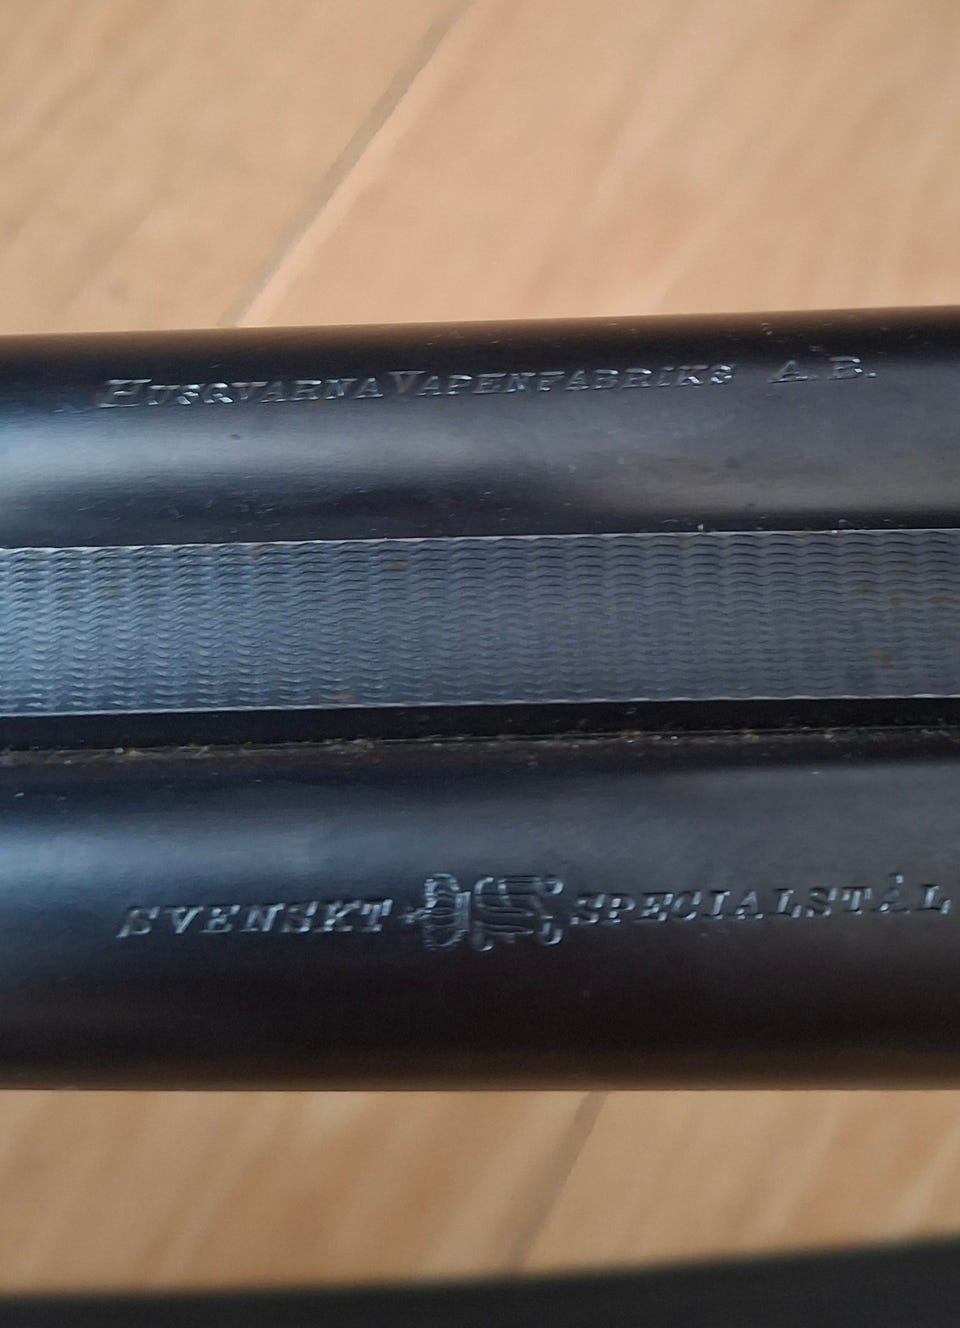 HUSQVARNA VAPENFABRIKS A.B.
SVENSKT SPECIALSTÅL